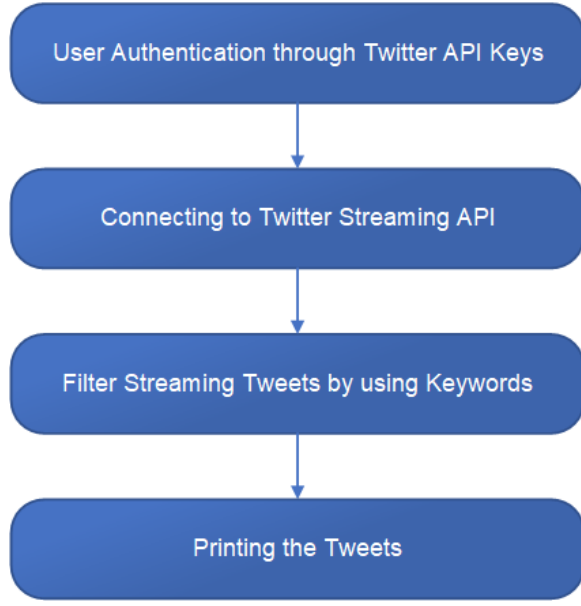 User Authentication through Twitter API Keys
Connecting to Twitter Streaming API
Filter Streaming Tweets by using Keywords
Printing the Tweets